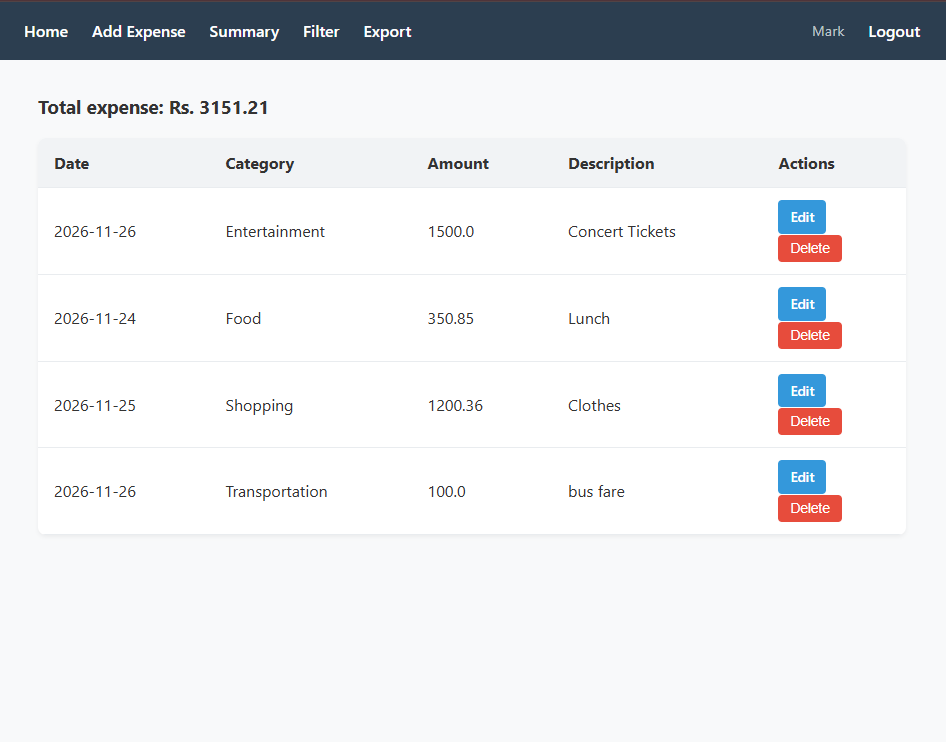 Home Add Expense Summary Filter Export Mark Logout
Total expense: Rs. 3151.21
Date Category Amount Description Actions
2026-11-26 Entertainment 1500.0 Concert Tickets Edit
Delete
2026-11-24 Food 350.85 Lunch Edit
Delete
2026-11-25 Shopping 1200.36 Clothes Edit
Delete
2026-11-26 Transportation 100.0 bus fare Edit
Delete